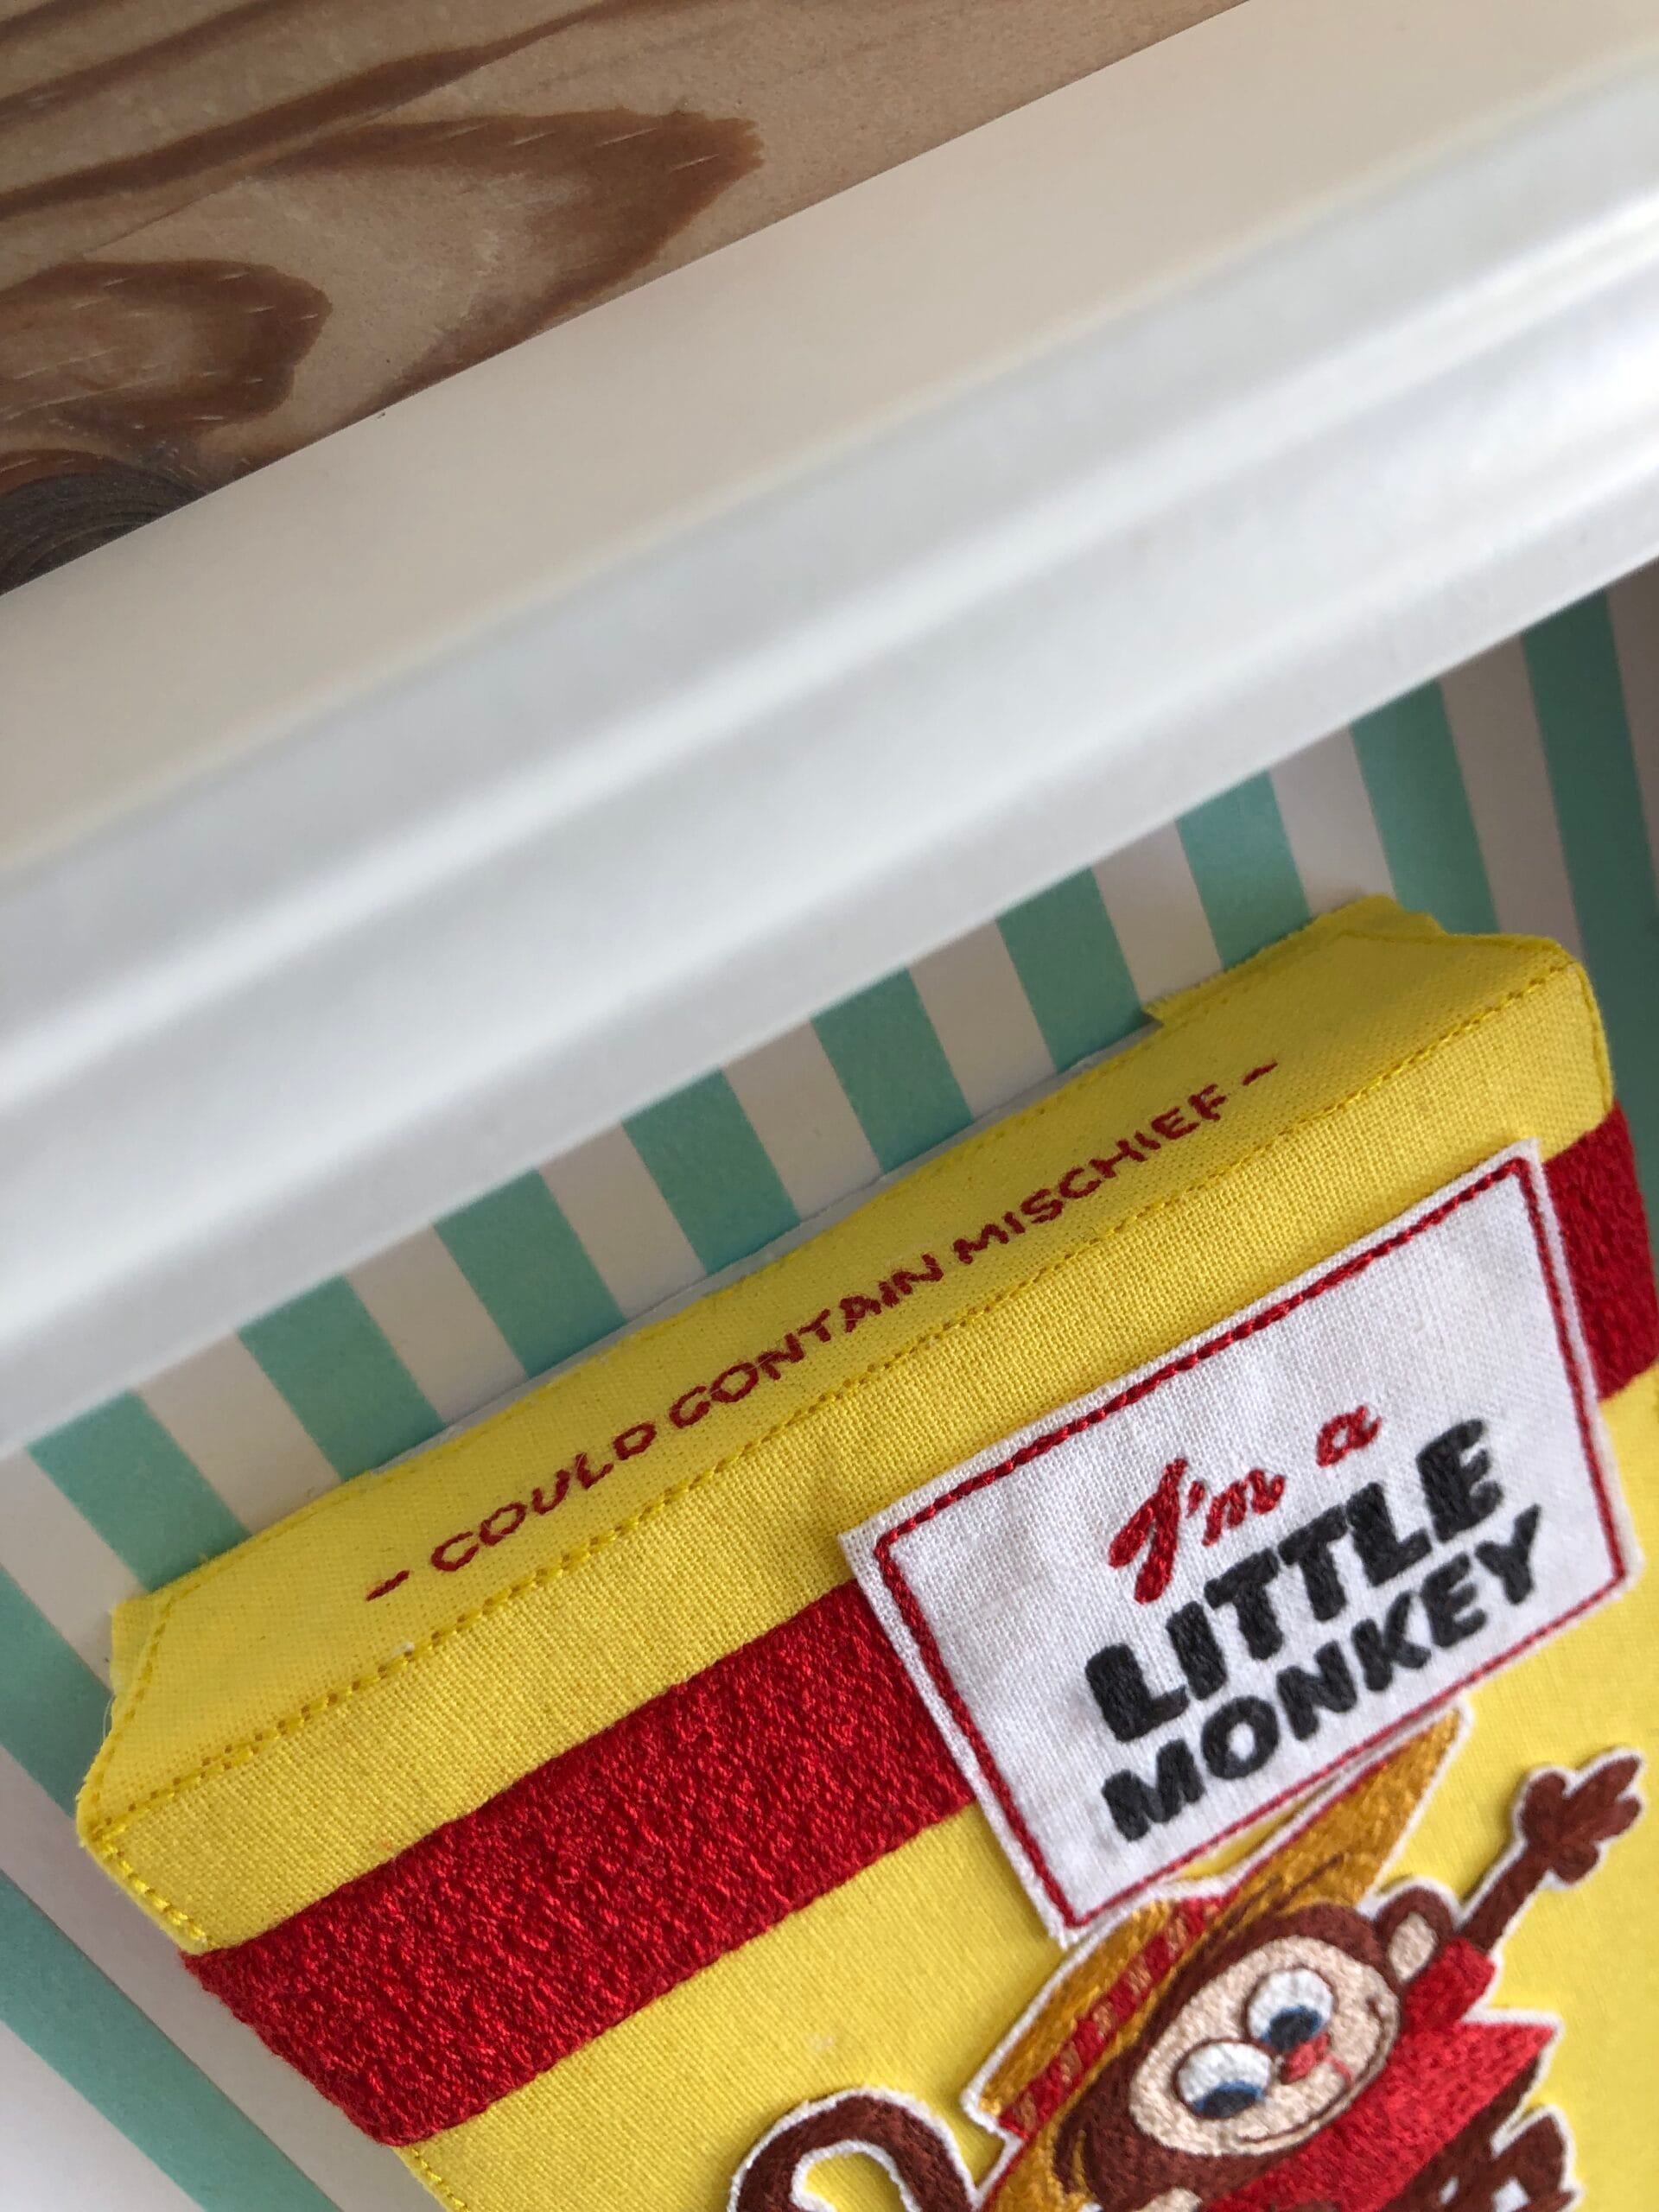 - COULD CONTAIN MISCHIEF -
I'm a
LITTLE
MONKEY